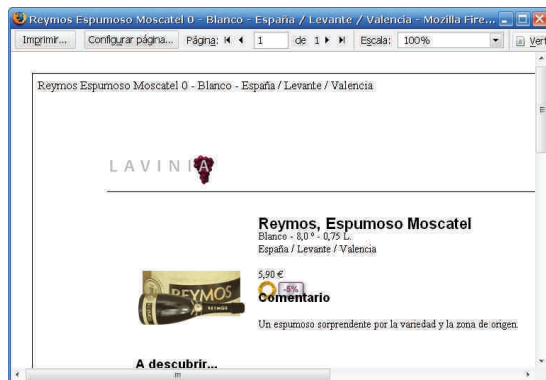 Reymos Espumoso Moscatel 0 - Blanco - España / Levante / Valencia - Mozilla Fire...
Imprimir... Configurar página... Página: 1 de 1 Escala: 100% Vert
Reymos Espumoso Moscatel 0 - Blanco - España / Levante / Valencia
LAVINIA
Reymos, Espumoso Moscatel
Blanco - 8,0 º - 0,75 L.
España / Levante / Valencia
5,90 €
-5%
REYMOS
REYMOS
Comentario
Un espumoso sorprendente por la variedad y la zona de origen.
A descubrir...